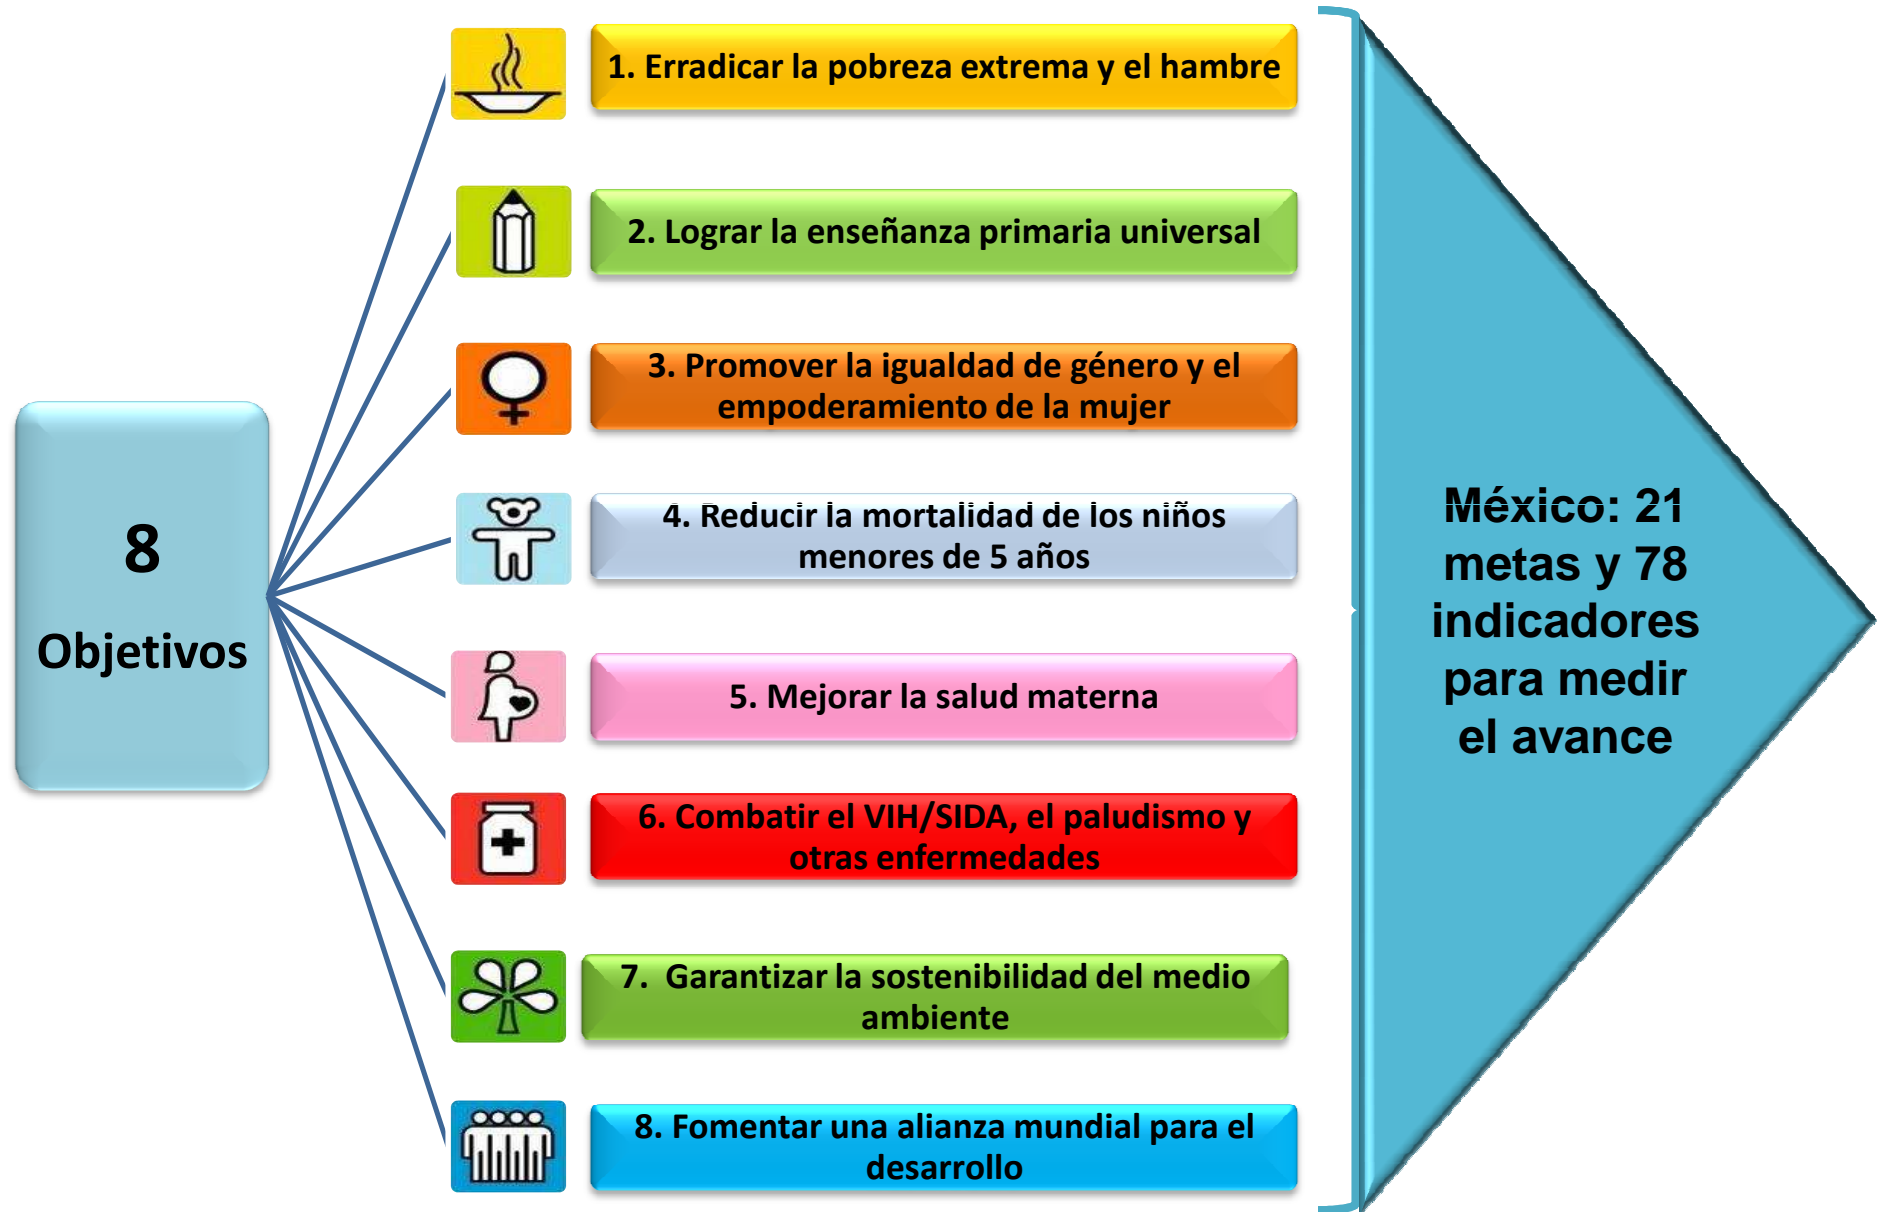 8
Objetivos
1. Erradicar la pobreza extrema y el hambre
2. Lograr la enseñanza primaria universal
3. Promover la igualdad de género y el
empoderamiento de la mujer
4. Reducir la mortalidad de los niños
menores de 5 años
5. Mejorar la salud materna
6. Combatir el VIH/SIDA, el paludismo y
otras enfermedades
7. Garantizar la sostenibilidad del medio
ambiente
8. Fomentar una alianza mundial para el
desarrollo
México: 21
metas y 78
indicadores
para medir
el avance